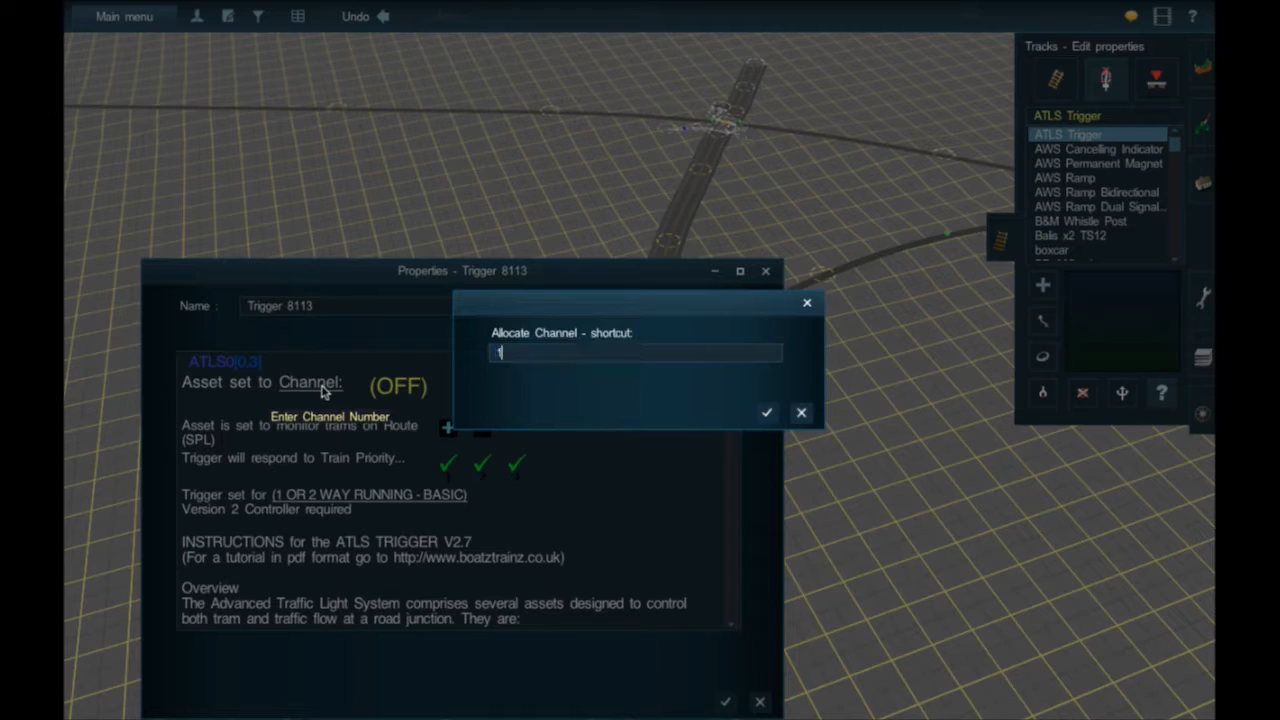 Main menu
Undo
?
Tracks - Edit properties
ATLS Trigger
ATLS Trigger
AWS Cancelling Indicator
AWS Permanent Magnet
AWS Ramp
AWS Ramp Bidirectional
AWS Ramp Dual Signal...
B&M Whistle Post
Balis x2 TS12
boxcar
?
Properties - Trigger 8113
Name :
Trigger 8113
Allocate Channel - shortcut:
1
ATLS0[0.3]
Asset set to Channel:
(OFF)
Enter Channel Number
Asset is set to monitor trams on Route
(SPL)
Trigger will respond to Train Priority...
Trigger set for (1 OR 2 WAY RUNNING - BASIC)
Version 2 Controller required
INSTRUCTIONS for the ATLS TRIGGER V2.7
(For a tutorial in pdf format go to http://www.boatztrainz.co.uk)
Overview
The Advanced Traffic Light System comprises several assets designed to control
both tram and traffic flow at a road junction. They are: